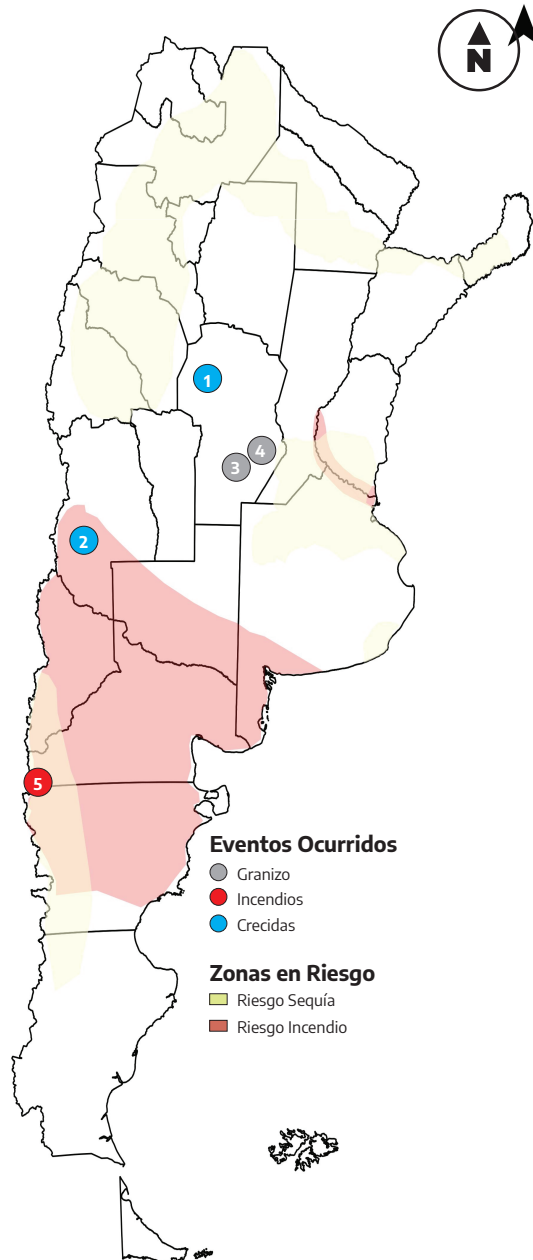 N
1
4
3
2
5
Eventos Ocurridos
Granizo
Incendios
Crecidas
Zonas en Riesgo
Riesgo Sequía
Riesgo Incendio